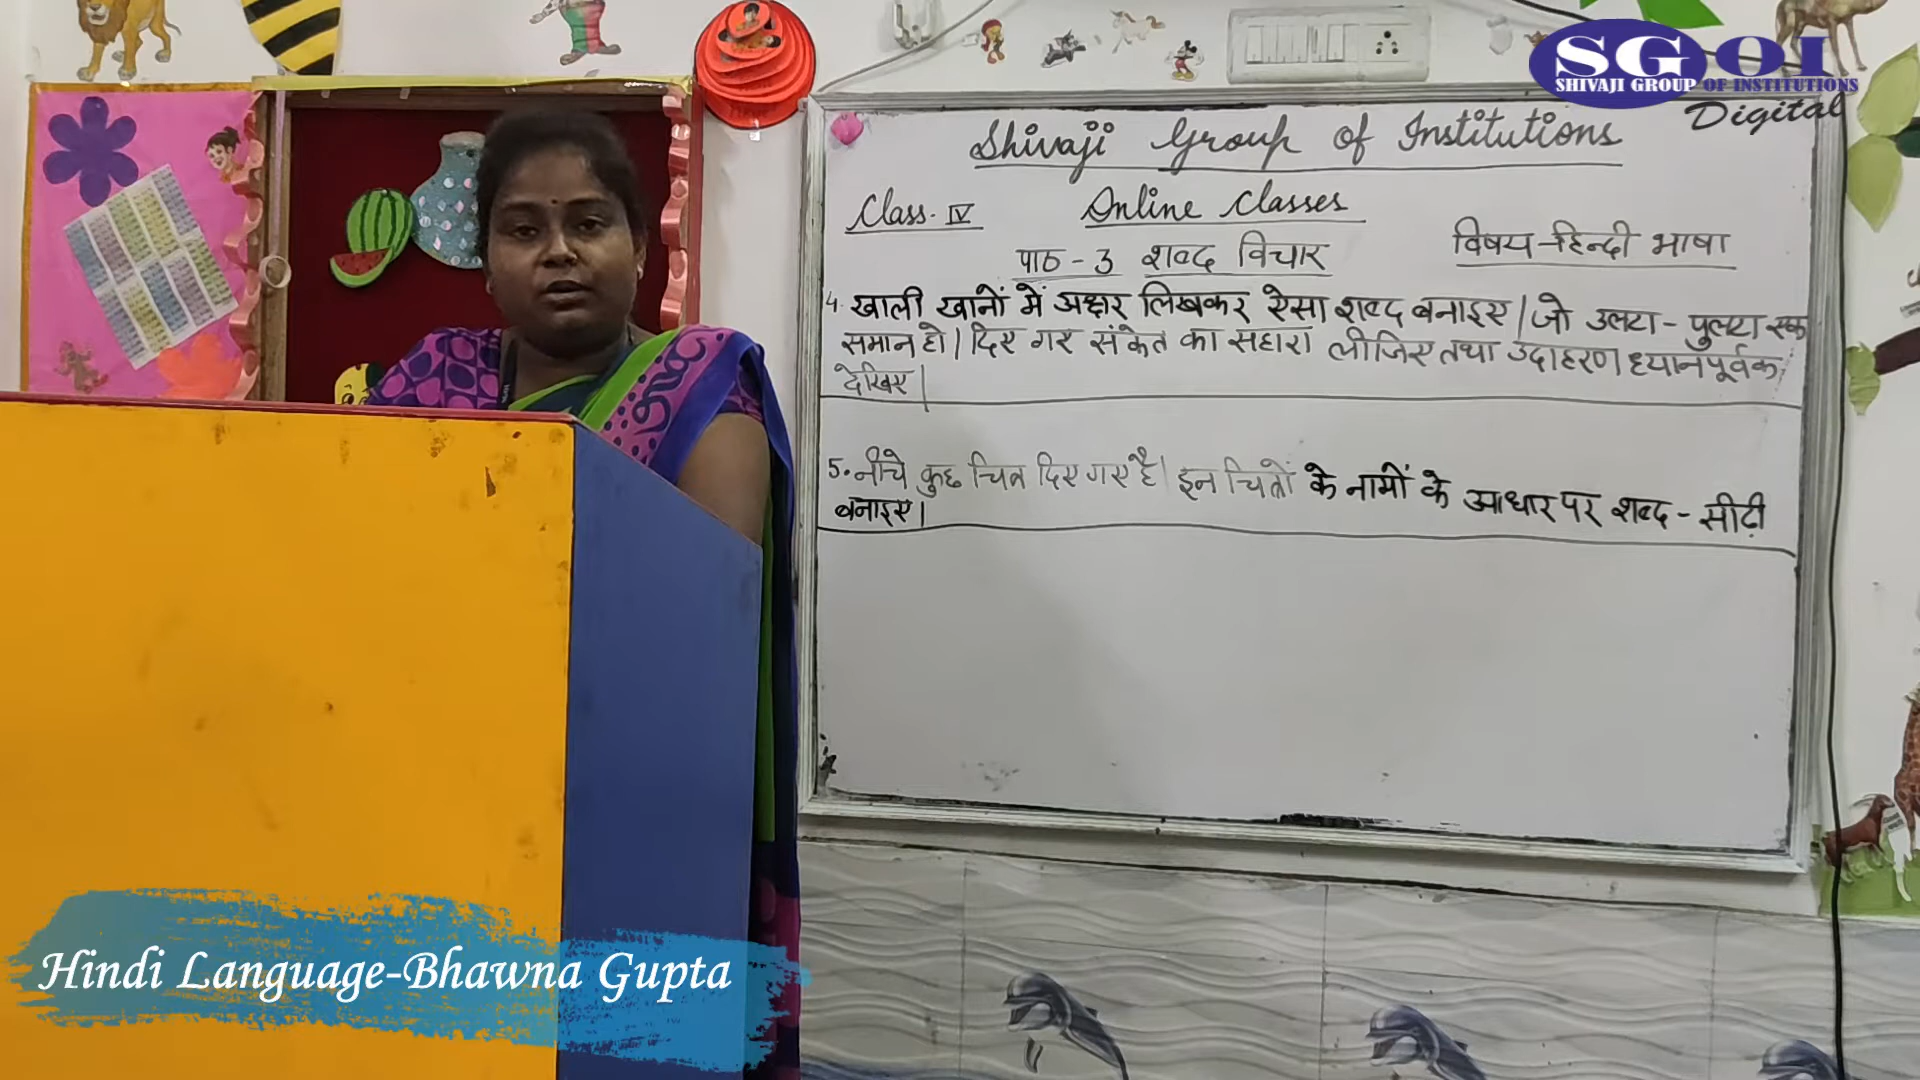 SGOI
SHIVAJI GROUP OF INSTITUTIONS
Digital
Shivaji Group of Institutions
Class. IV
Online Classes
पाठ - 3 शब्द विचार
विषय - हिन्दी भाषा
4. खाली खानों में अक्षर लिखकर ऐसा शब्द बनाइए | जो उलटा - पुलटा एक
समान हो | दिए गए संकेत का सहारा लीजिए तथा उदाहरण ध्यानपूर्वक
देखिए |
5. नीचे कुछ चित्र दिए गए है | इन चित्रों के नामों के आधार पर शब्द - सीढ़ी
बनाइए |
Hindi Language-Bhawna Gupta